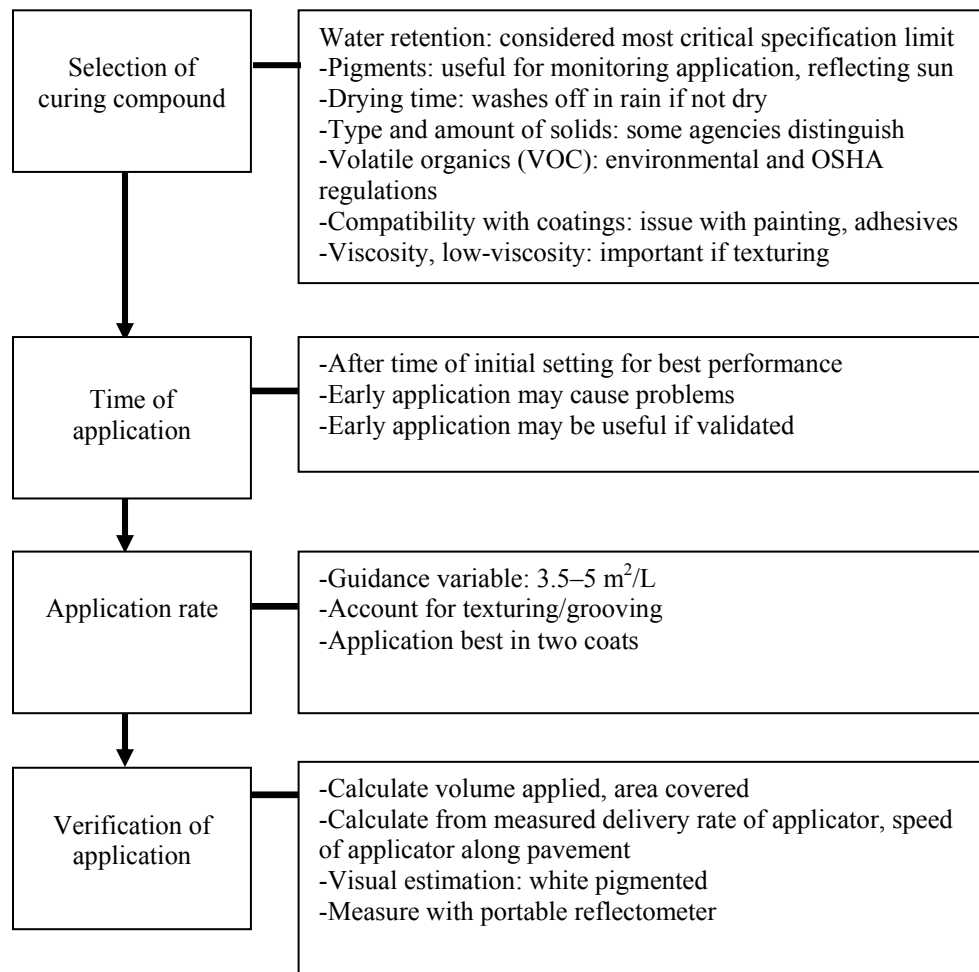 Selection of
curing compound
Water retention: considered most critical specification limit
-Pigments: useful for monitoring application, reflecting sun
-Drying time: washes off in rain if not dry
-Type and amount of solids: some agencies distinguish
-Volatile organics (VOC): environmental and OSHA
regulations
-Compatibility with coatings: issue with painting, adhesives
-Viscosity, low-viscosity: important if texturing
Time of
application
-After time of initial setting for best performance
-Early application may cause problems
-Early application may be useful if validated
Application rate
-Guidance variable: 3.5–5 m²/L
-Account for texturing/grooving
-Application best in two coats
Verification of
application
-Calculate volume applied, area covered
-Calculate from measured delivery rate of applicator, speed
of applicator along pavement
-Visual estimation: white pigmented
-Measure with portable reflectometer